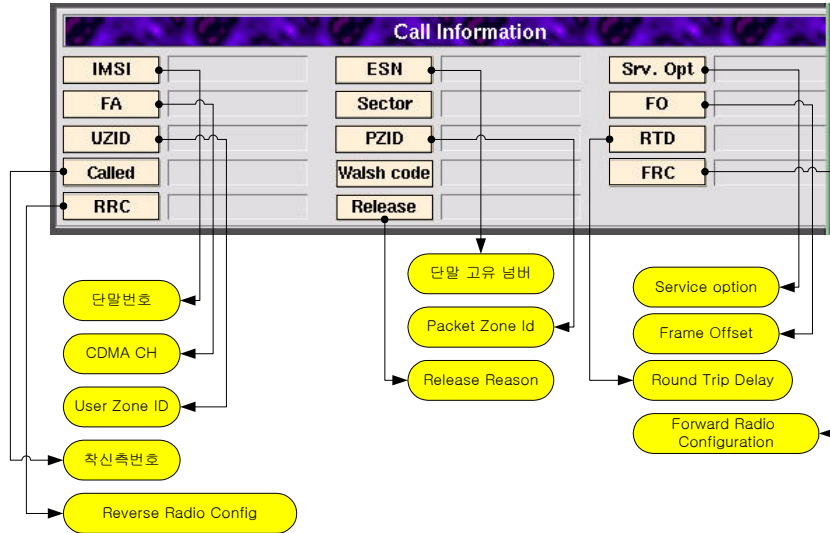 Call Information
IMSI
ESN
Srv. Opt
FA
Sector
FO
UZID
PZID
RTD
Called
Walsh code
FRC
RRC
Release
단말 고유 넘버
단말번호
Service option
Packet Zone Id
Frame Offset
CDMA CH
Release Reason
Round Trip Delay
User Zone ID
Forward Radio
Configuration
착신측번호
Reverse Radio Config